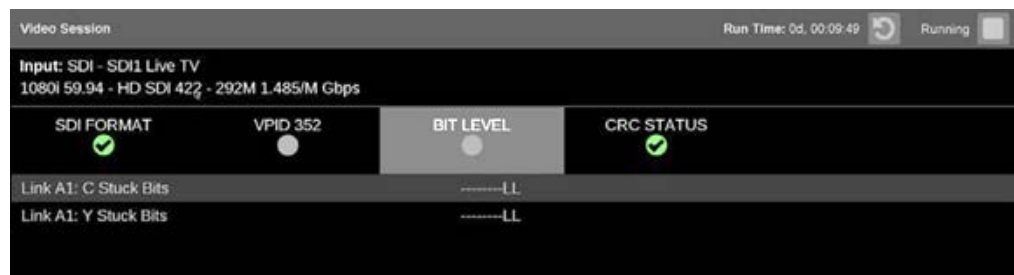 Video Session Run Time: 0d, 00:09:49 Running
Input: SDI - SDI1 Live TV
1080i 59.94 - HD SDI 422 - 292M 1.485/M Gbps
SDI FORMAT VPID 352 BIT LEVEL CRC STATUS
Link A1: C Stuck Bits --------LL
Link A1: Y Stuck Bits --------LL